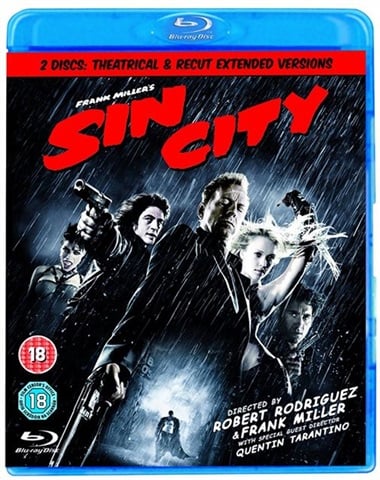 Blu-ray Disc
2 DISCS: THEATRICAL & RECUT EXTENDED VERSIONS
FRANK MILLER'S
SIN
CITY
18
18
DIRECTED BY
ROBERT RODRIGUEZ
& FRANK MILLER
WITH SPECIAL GUEST DIRECTOR
QUENTIN TARANTINO
Blu-ray Disc